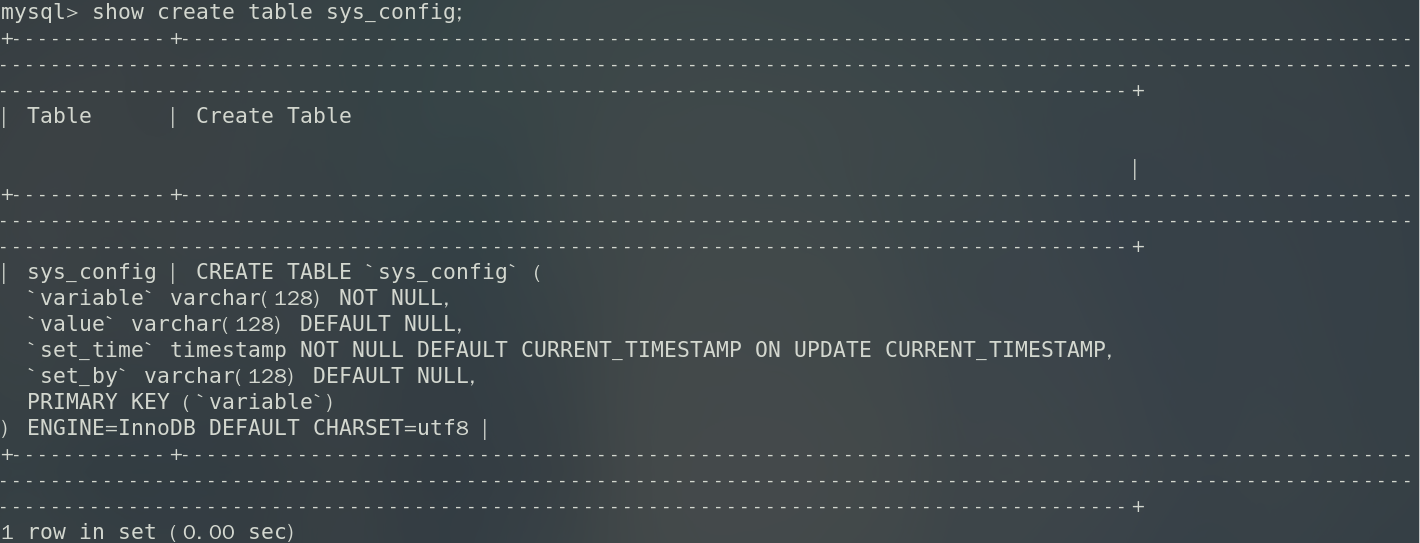 mysql> show create table sys_config;
+------------+-----------------------------------------------------------------------------------------------
-------------------------------------------------------------------------------------------------------------
---------------------------------------------------------------------------------------+
| Table      | Create Table
                                                                                       |
+------------+-----------------------------------------------------------------------------------------------
-------------------------------------------------------------------------------------------------------------
---------------------------------------------------------------------------------------+
| sys_config | CREATE TABLE `sys_config` (
  `variable` varchar(128) NOT NULL,
  `value` varchar(128) DEFAULT NULL,
  `set_time` timestamp NOT NULL DEFAULT CURRENT_TIMESTAMP ON UPDATE CURRENT_TIMESTAMP,
  `set_by` varchar(128) DEFAULT NULL,
  PRIMARY KEY (`variable`)
) ENGINE=InnoDB DEFAULT CHARSET=utf8 |
+------------+-----------------------------------------------------------------------------------------------
-------------------------------------------------------------------------------------------------------------
---------------------------------------------------------------------------------------+
1 row in set (0.00 sec)